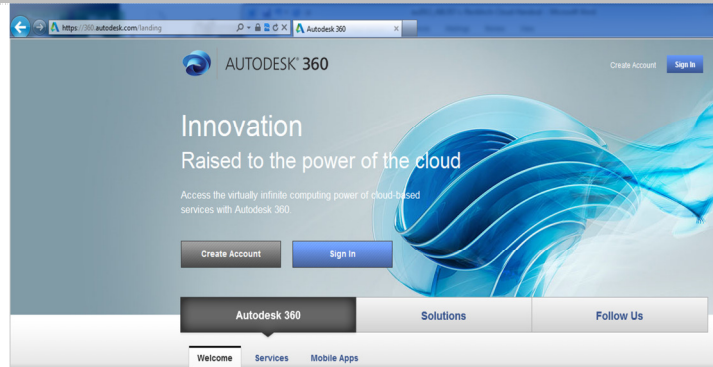 https://360.autodesk.com/landing
Autodesk 360
AUTODESK® 360
Create Account
Sign In
Innovation
Raised to the power of the cloud
Access the virtually infinite computing power of cloud-based
services with Autodesk 360.
Create Account
Sign In
Autodesk 360
Solutions
Follow Us
Welcome
Services
Mobile Apps